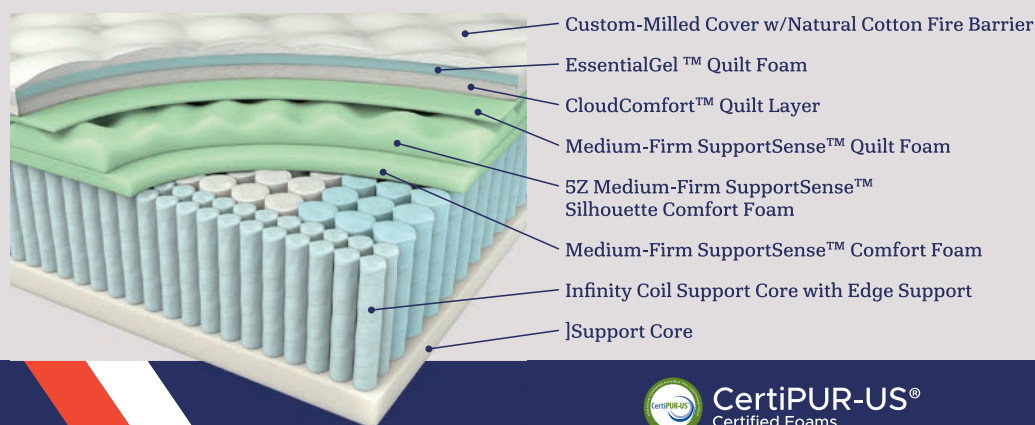 Custom-Milled Cover w/Natural Cotton Fire Barrier
EssentialGel ™ Quilt Foam
CloudComfort™ Quilt Layer
Medium-Firm SupportSense™ Quilt Foam
5Z Medium-Firm SupportSense™
Silhouette Comfort Foam
Medium-Firm SupportSense™ Comfort Foam
Infinity Coil Support Core with Edge Support
]Support Core
CertiPUR-US
CertiPUR-US®
Certified Foams